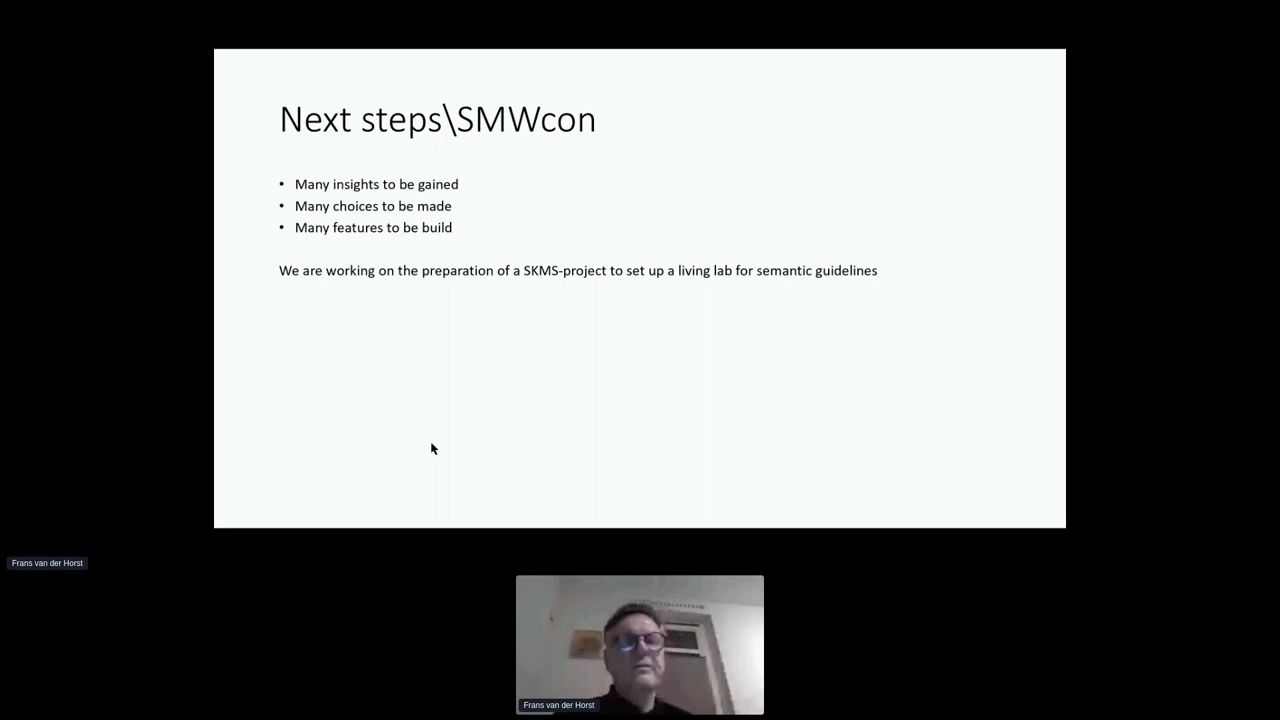 Next steps\SMWcon
• Many insights to be gained
• Many choices to be made
• Many features to be build
We are working on the preparation of a SKMS-project to set up a living lab for semantic guidelines
Frans van der Horst
Frans van der Horst